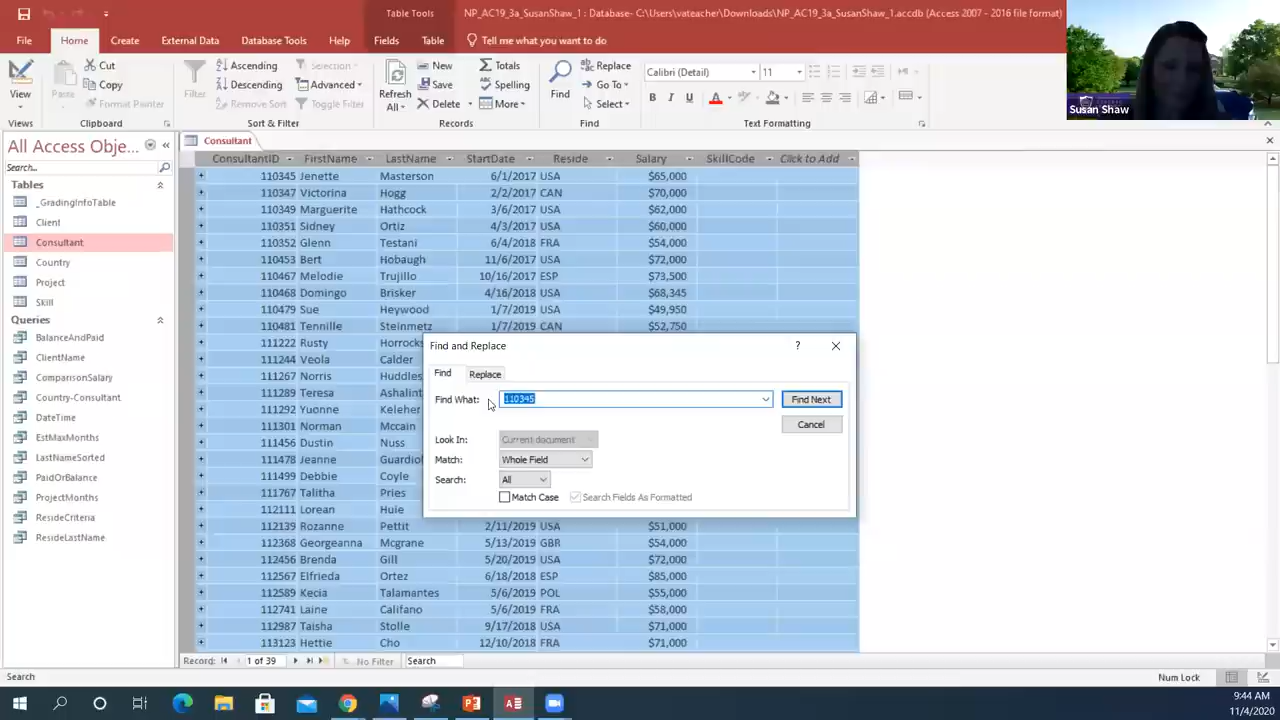 Table Tools
NP_AC19_3a_SusanShaw_1 : Database- C:\Users\vateacher\Downloads\NP_AC19_3a_SusanShaw_1.accdb (Access 2007 - 2016 file format)
File Home Create External Data Database Tools Help Fields Table Tell me what you want to do
View Views
Paste Cut Copy Format Painter Clipboard
Filter Ascending Descending Remove Sort Selection Advanced Toggle Filter Sort & Filter
Refresh All New Save Delete Totals Spelling More Records
Find Replace Go To Select Find
Calibri (Detail) 11 B I U A Text Formatting
Susan Shaw
All Access Obje...
Search...
Tables
_GradingInfoTable
Client
Consultant
Country
Project
Skill
Queries
BalanceAndPaid
ClientName
ComparisonSalary
Country-Consultant
DateTime
EstMaxMonths
LastNameSorted
PaidOrBalance
ProjectMonths
ResideCriteria
ResideLastName
Consultant
ConsultantID FirstName LastName StartDate Reside Salary SkillCode Click to Add
110345 Jenette Masterson 6/1/2017 USA $65,000
110347 Victorina Hogg 2/2/2017 CAN $70,000
110349 Marguerite Hathcock 3/6/2017 USA $62,000
110351 Sidney Ortiz 4/3/2017 USA $60,000
110352 Glenn Testani 6/4/2018 FRA $54,000
110453 Bert Hobaugh 11/6/2017 USA $72,000
110467 Melodie Trujillo 10/16/2017 ESP $73,500
110468 Domingo Brisker 4/16/2018 USA $68,345
110479 Sue Heywood 1/7/2019 USA $49,950
110481 Tennille Steinmetz 1/7/2019 CAN $52,750
111222 Rusty Horrocks
111244 Veola Calder
111267 Norris Huddles
111289 Teresa Ashalint
111292 Yuonne Keleher
111301 Norman Mccain
111456 Dustin Nuss
111478 Jeanne Guardiol
111499 Debbie Coyle
111767 Talitha Pries
112111 Lorean Huie
112139 Rozanne Pettit 2/11/2019 USA $51,000
112368 Georgeanna Mcgrane 5/13/2019 GBR $54,000
112456 Brenda Gill 5/20/2019 USA $72,000
112567 Elfrieda Ortez 6/18/2018 ESP $85,000
112589 Kecia Talamantes 5/6/2019 POL $55,000
112741 Laine Califano 5/6/2019 FRA $58,000
112987 Taisha Stolle 9/17/2018 USA $71,000
113123 Hettie Cho 12/10/2018 FRA $71,000
Find and Replace ?
Find Replace
Find What: 110345 Find Next
Cancel
Look In: Current document
Match: Whole Field
Search: All
Match Case Search Fields As Formatted
Record: 1 of 39 No Filter Search
Search Num Lock
9:44 AM
11/4/2020